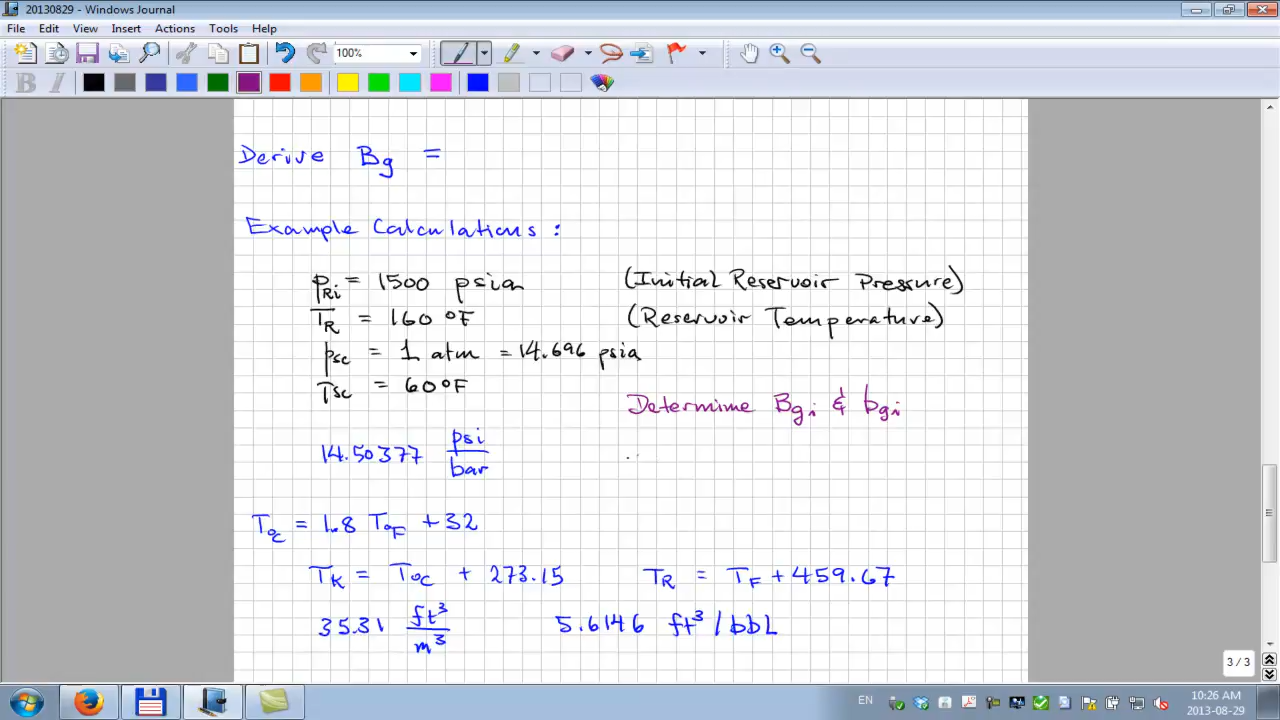 20130829 - Windows Journal
File Edit View Insert Actions Tools Help
100%
B I
Derive Bg =
Example Calculations :
pRi = 1500 psia (Initial Reservoir Pressure)
TR = 160 °F (Reservoir Temperature)
psc = 1 atm = 14.696 psia
Tsc = 60°F
Determine Bgi & bgi
14.50377 psi/bar
T°C = 1.8 T°F + 32
TK = T°C + 273.15 TR = TF + 459.67
35.31 ft³/m³ 5.6146 ft³/bbL
3 / 3
EN 10:26 AM
2013-08-29